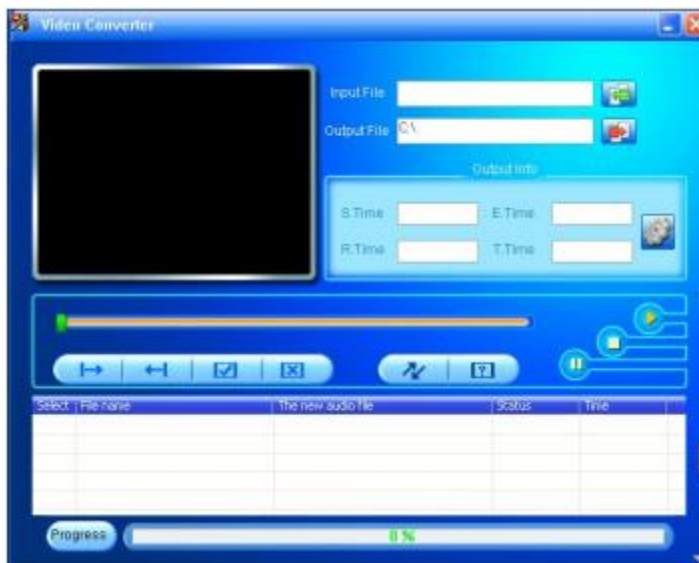 Video Converter
Input File
Output File C:\
Output Info
S.Time E.Time
R.Time T.Time
Select File name The new audio file Status Time
Progress 0 %